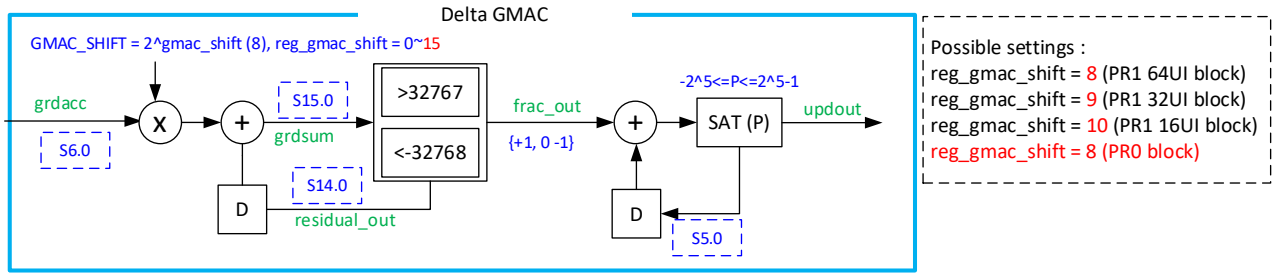 Delta GMAC
GMAC_SHIFT = 2^gmac_shift (8), reg_gmac_shift = 0~15
grdacc
S6.0
X
+
S15.0
grdsum
D
S14.0
residual_out
>32767
<-32768
frac_out
{+1, 0 -1}
+
D
-2^5<=P<=2^5-1
SAT (P)
S5.0
updout
Possible settings :
reg_gmac_shift = 8 (PR1 64UI block)
reg_gmac_shift = 9 (PR1 32UI block)
reg_gmac_shift = 10 (PR1 16UI block)
reg_gmac_shift = 8 (PR0 block)